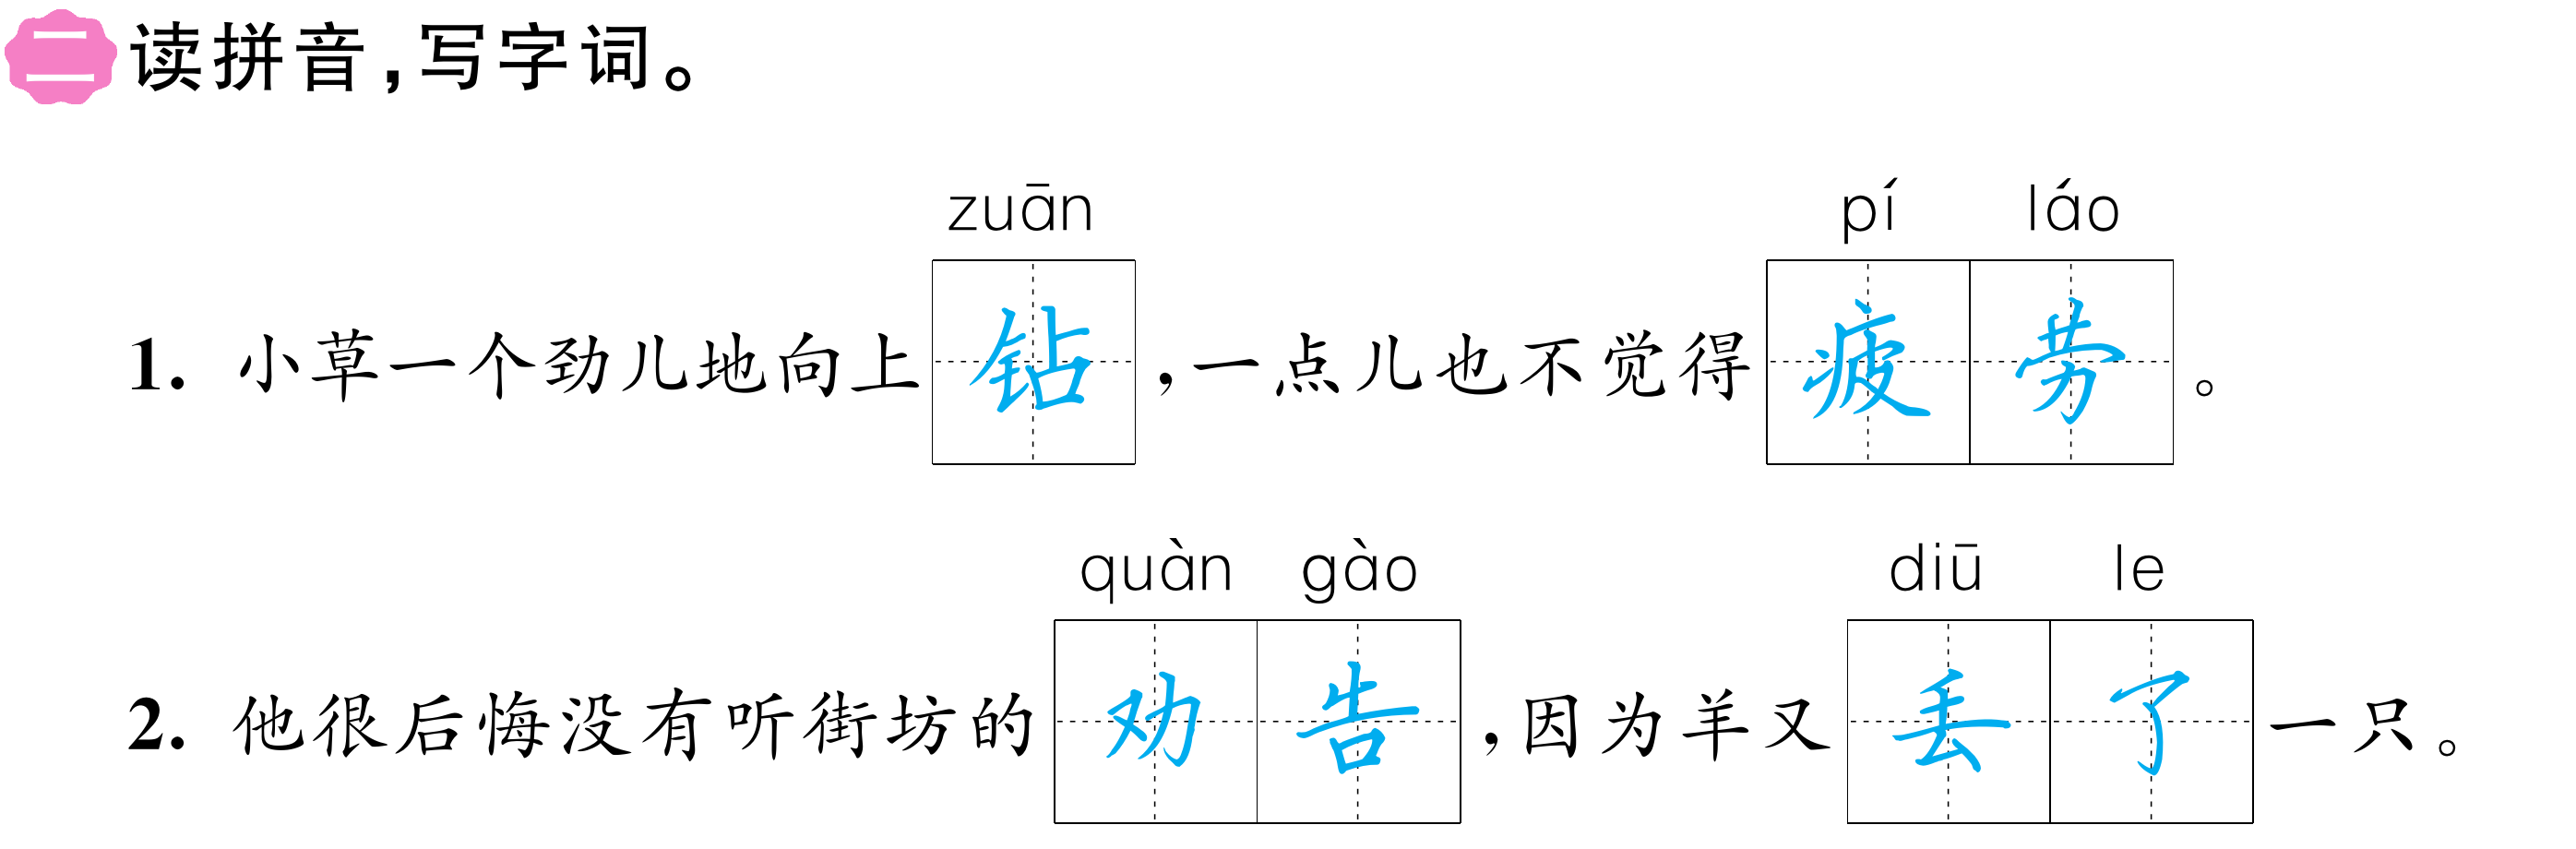 二 读拼音,写字词。
zuān pí láo
1. 小草一个劲儿地向上钻,一点儿也不觉得疲劳。
quàn gào diū le
2. 他很后悔没有听街坊的劝告,因为羊又丢了一只。